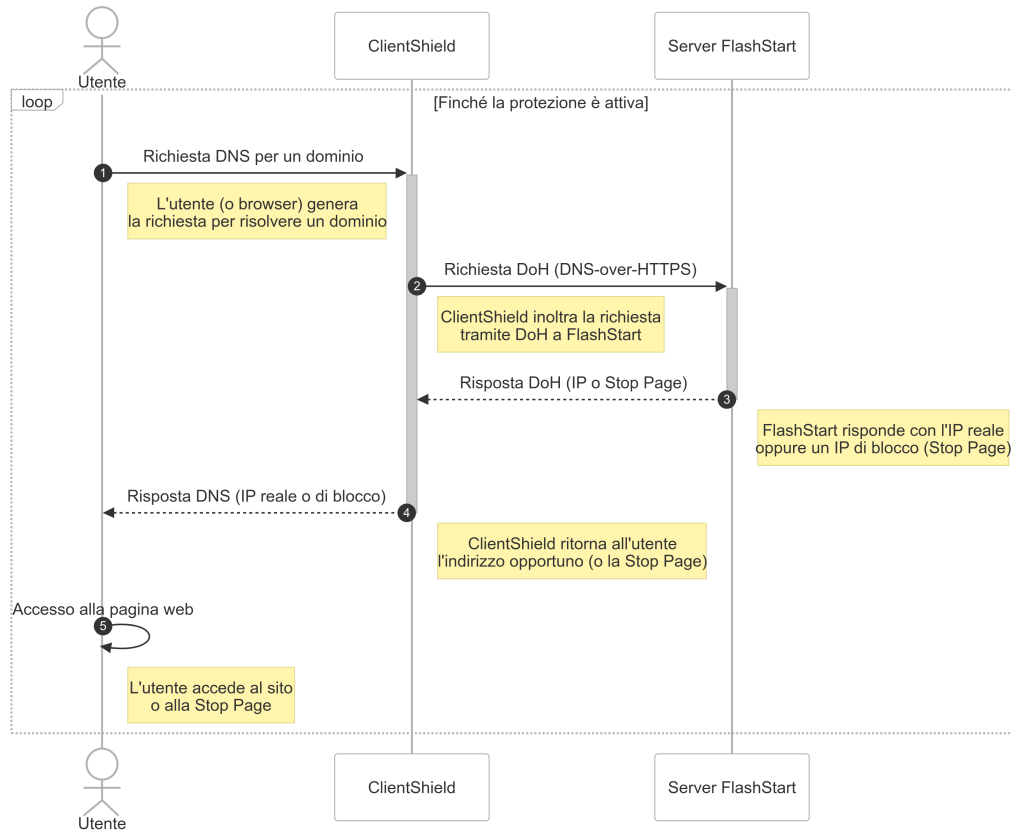 Utente
ClientShield
Server FlashStart
loop
[Finché la protezione è attiva]
Richiesta DNS per un dominio
1
L'utente (o browser) genera
la richiesta per risolvere un dominio
Richiesta DoH (DNS-over-HTTPS)
2
ClientShield inoltra la richiesta
tramite DoH a FlashStart
Risposta DoH (IP o Stop Page)
3
FlashStart risponde con l'IP reale
oppure un IP di blocco (Stop Page)
Risposta DNS (IP reale o di blocco)
4
ClientShield ritorna all'utente
l'indirizzo opportuno (o la Stop Page)
Accesso alla pagina web
5
L'utente accede al sito
o alla Stop Page
Utente
ClientShield
Server FlashStart